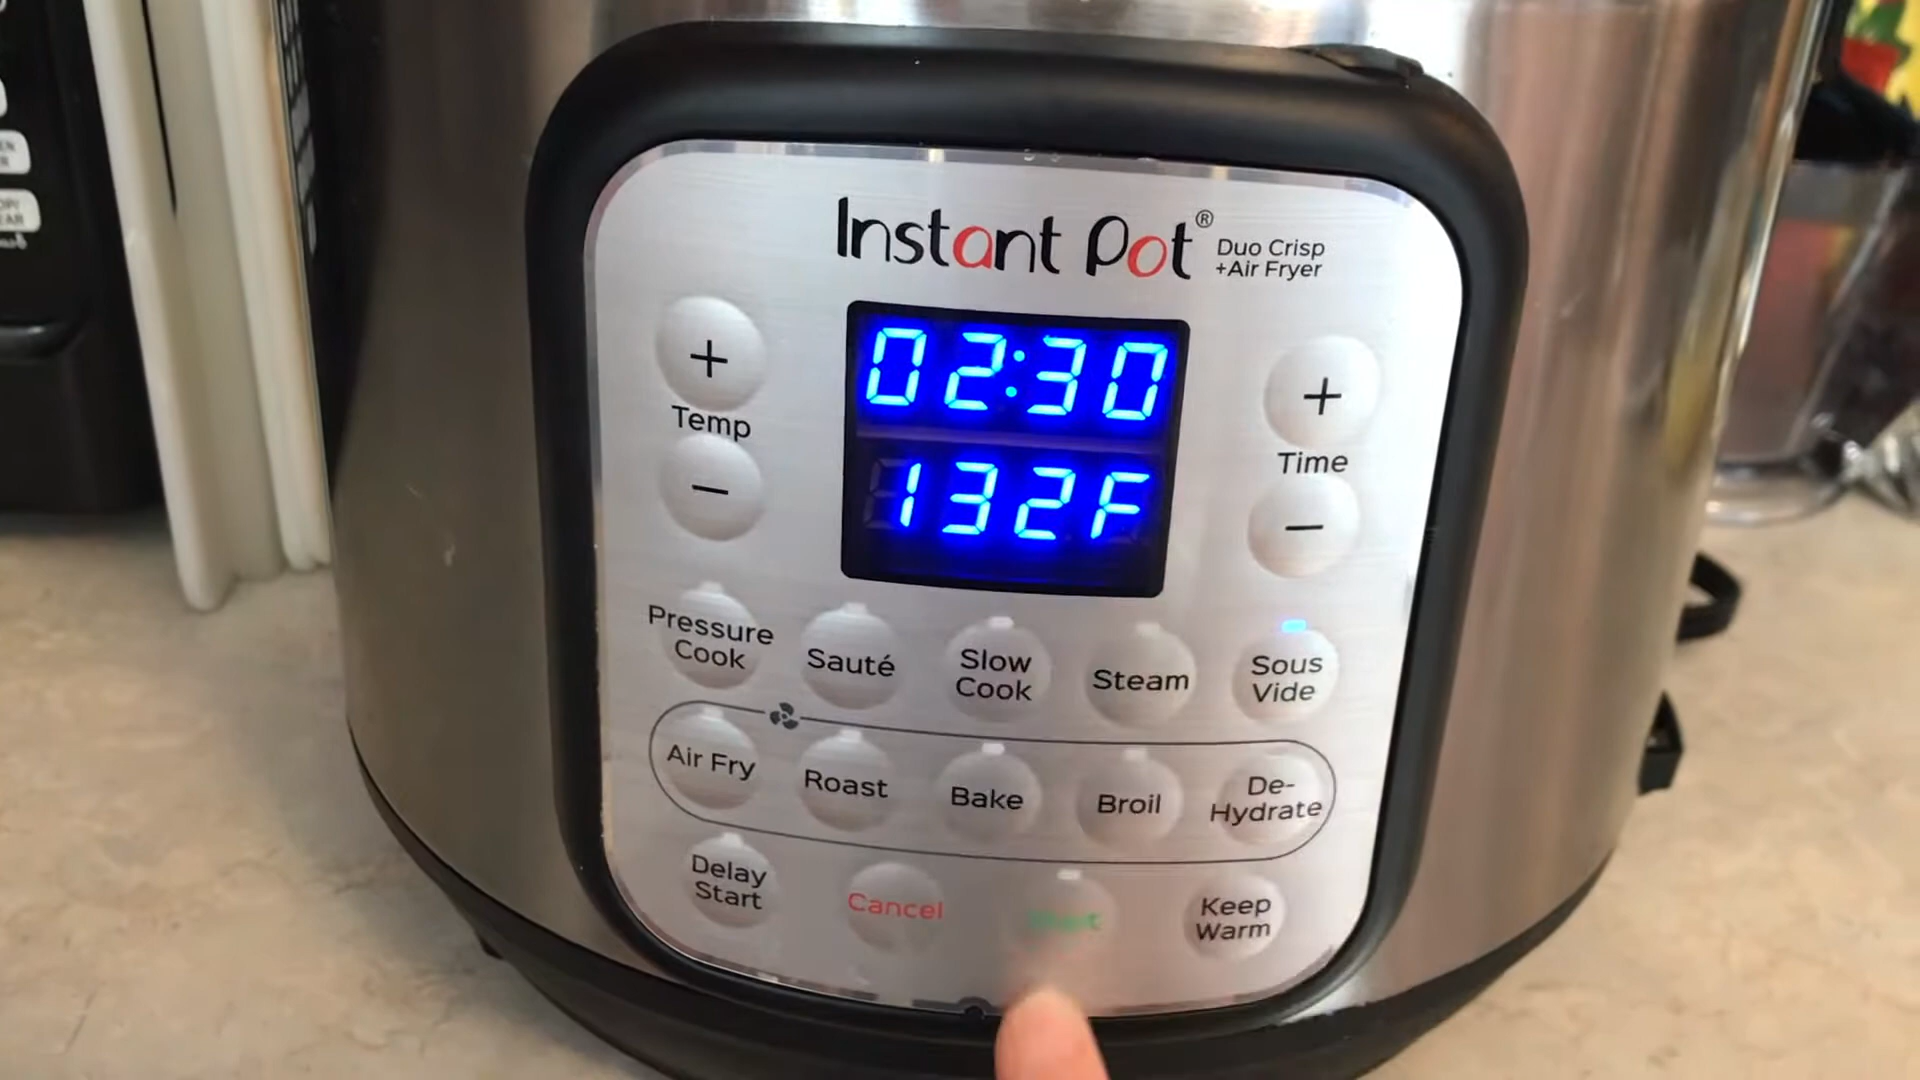 Instant Pot®
Duo Crisp
+Air Fryer
02:30
132F
+
Temp
−
+
Time
−
Pressure
Cook
Sauté
Slow
Cook
Steam
Sous
Vide
Air Fry
Roast
Bake
Broil
De-
Hydrate
Delay
Start
Cancel
Start
Keep
Warm